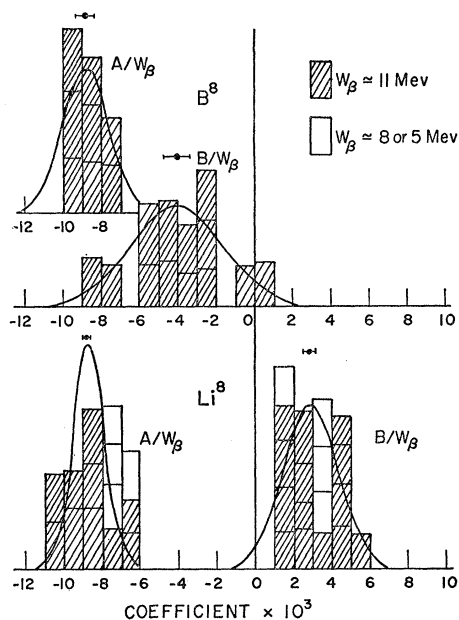 A/Wβ
B⁸
Wβ ≃ 11 Mev
Wβ ≃ 8 or 5 Mev
B/Wβ
-12 -10 -8 -6
-12 -10 -8 -6 -4 -2 0 2 4 6 8 10
Li⁸
A/Wβ
B/Wβ
-12 -10 -8 -6 -4 -2 0 2 4 6 8 10
COEFFICIENT × 10³